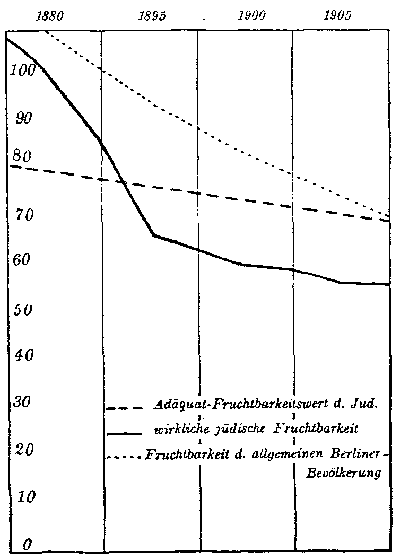 1880 1895 1900 1905
100
90
80
70
60
50
40
30
20
10
0
Adäquat-Fruchtbarkeitswert d. Jud.
wirkliche jüdische Fruchtbarkeit
Fruchtbarkeit d. allgemeinen Berliner-
Bevölkerung